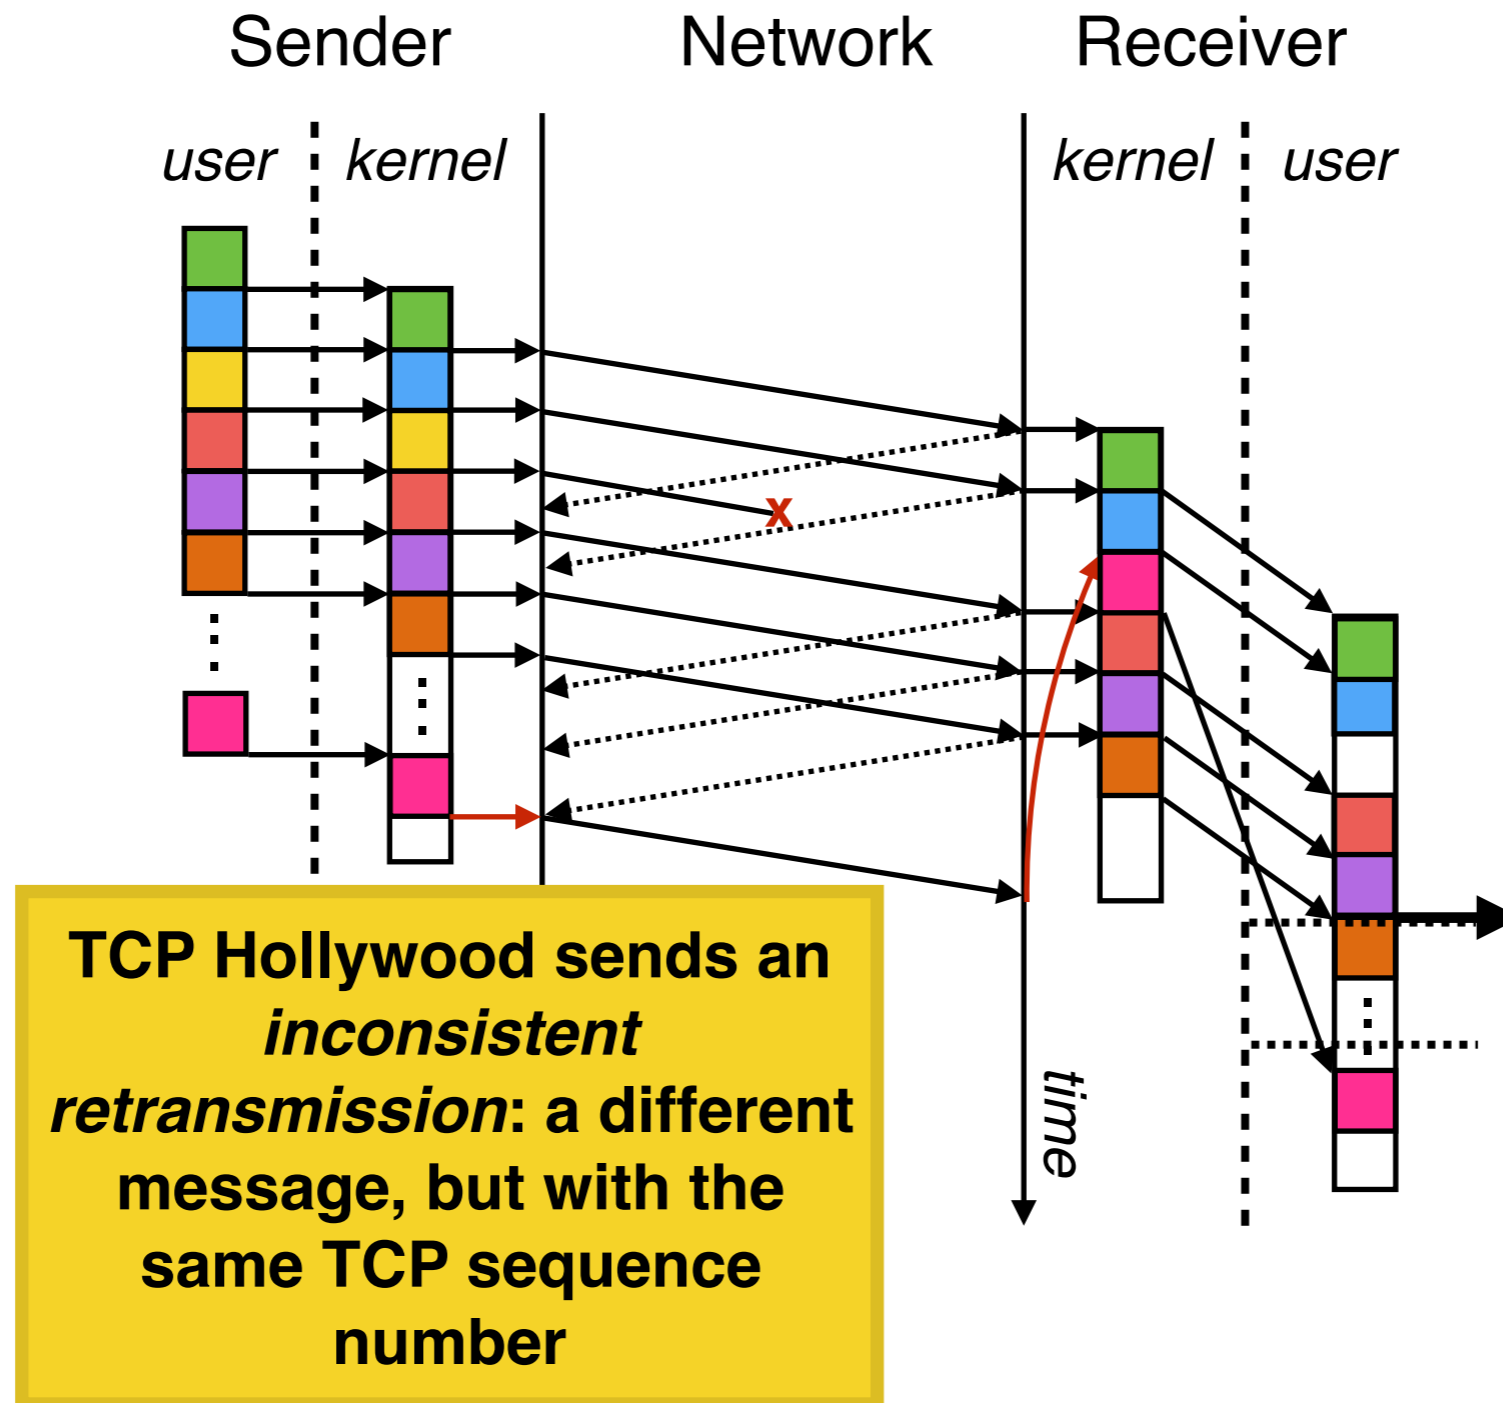 Sender Network Receiver
user kernel kernel user
X
time
TCP Hollywood sends an
inconsistent
retransmission: a different
message, but with the
same TCP sequence
number